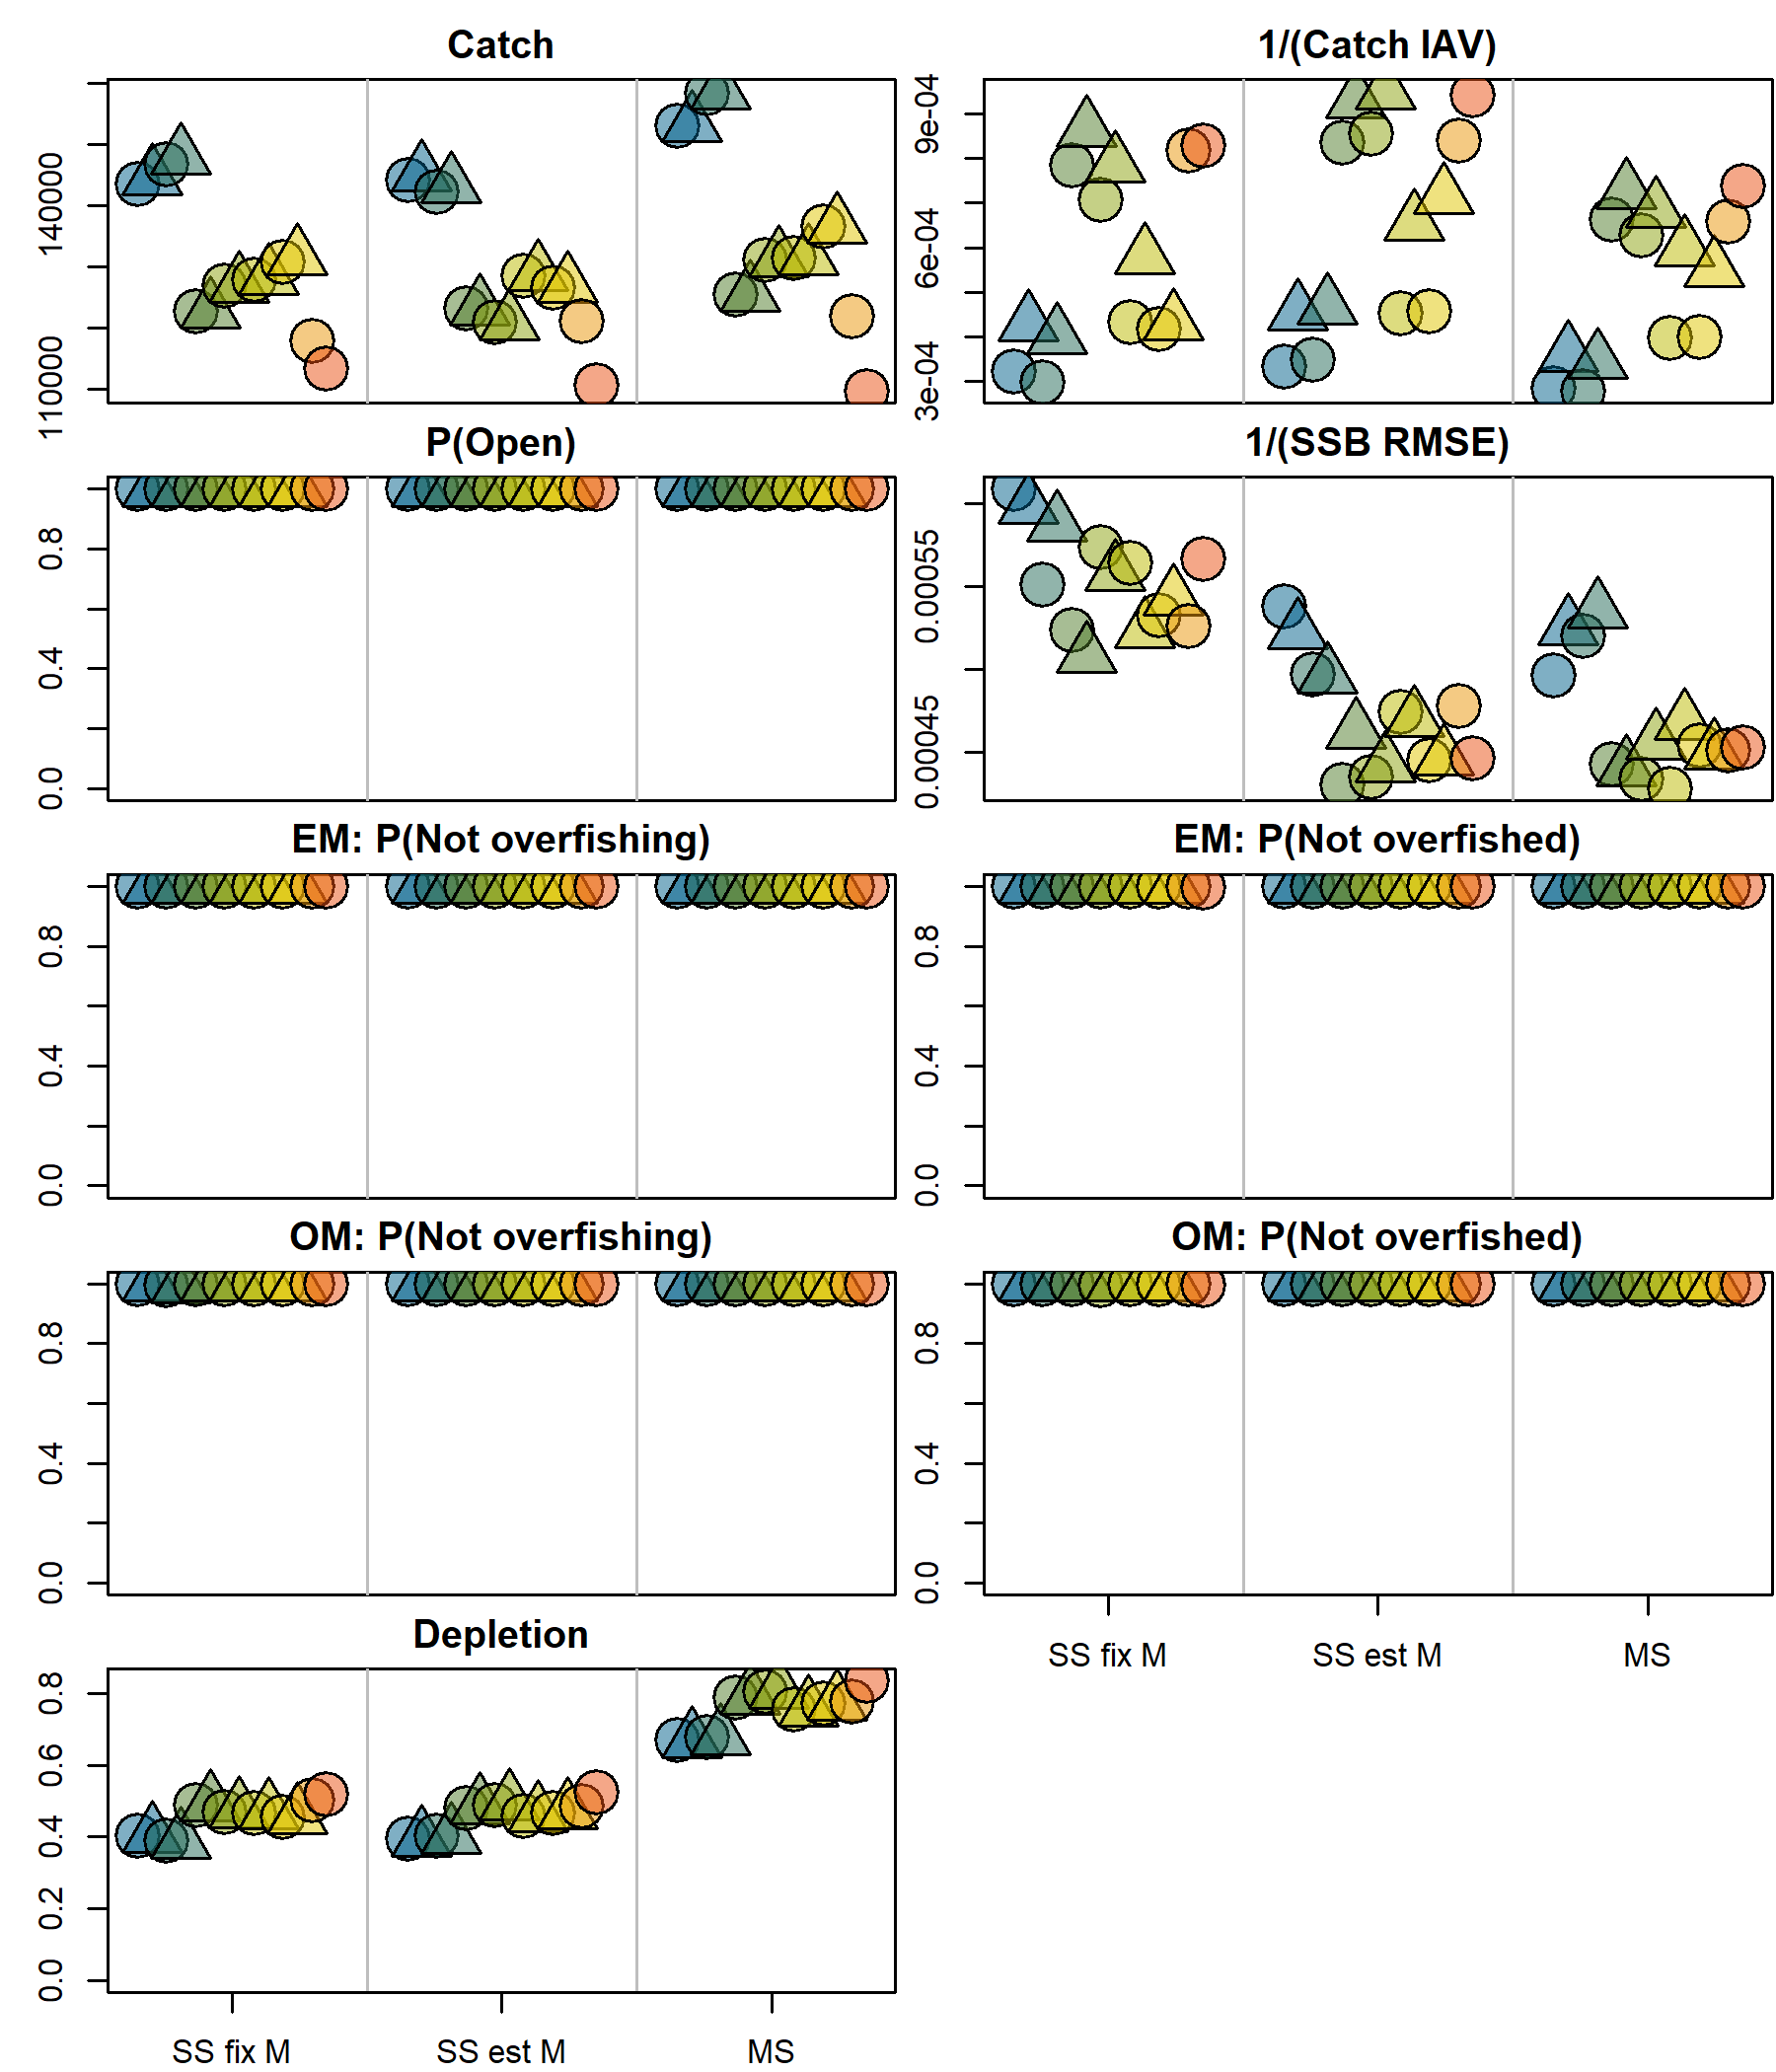 Catch
1/(Catch IAV)
140000
110000
9e-04
6e-04
3e-04
P(Open)
1/(SSB RMSE)
0.8
0.4
0.0
0.00055
0.00045
EM: P(Not overfishing)
EM: P(Not overfished)
0.8
0.4
0.0
0.8
0.4
0.0
OM: P(Not overfishing)
OM: P(Not overfished)
0.8
0.4
0.0
0.8
0.4
0.0
Depletion
SS fix M
SS est M
MS
0.8
0.6
0.4
0.2
0.0
SS fix M
SS est M
MS